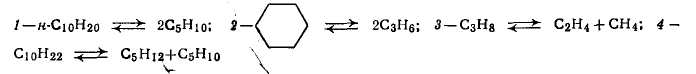 1—н-C10H20 ⇌ 2C5H10; 2— ⇌ 2C3H6; 3—C3H8 ⇌ C2H4+CH4; 4—
C10H22 ⇌ C5H12+C5H10